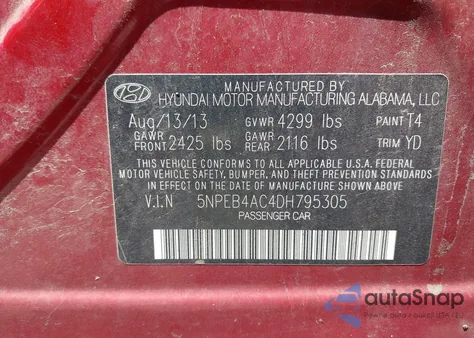 MANUFACTURED BY
HYUNDAI MOTOR MANUFACTURING ALABAMA, LLC
Aug/13/13 GVWR 4299 lbs PAINT T4
GAWR FRONT 2425 lbs GAWR REAR 2116 lbs TRIM YD
THIS VEHICLE CONFORMS TO ALL APPLICABLE U.S.A. FEDERAL
MOTOR VEHICLE SAFETY, BUMPER, AND THEFT PREVENTION STANDARDS
IN EFFECT ON THE DATE OF MANUFACTURE SHOWN ABOVE.
V.I.N 5NPEB4AC4DH795305
PASSENGER CAR
autoSnap